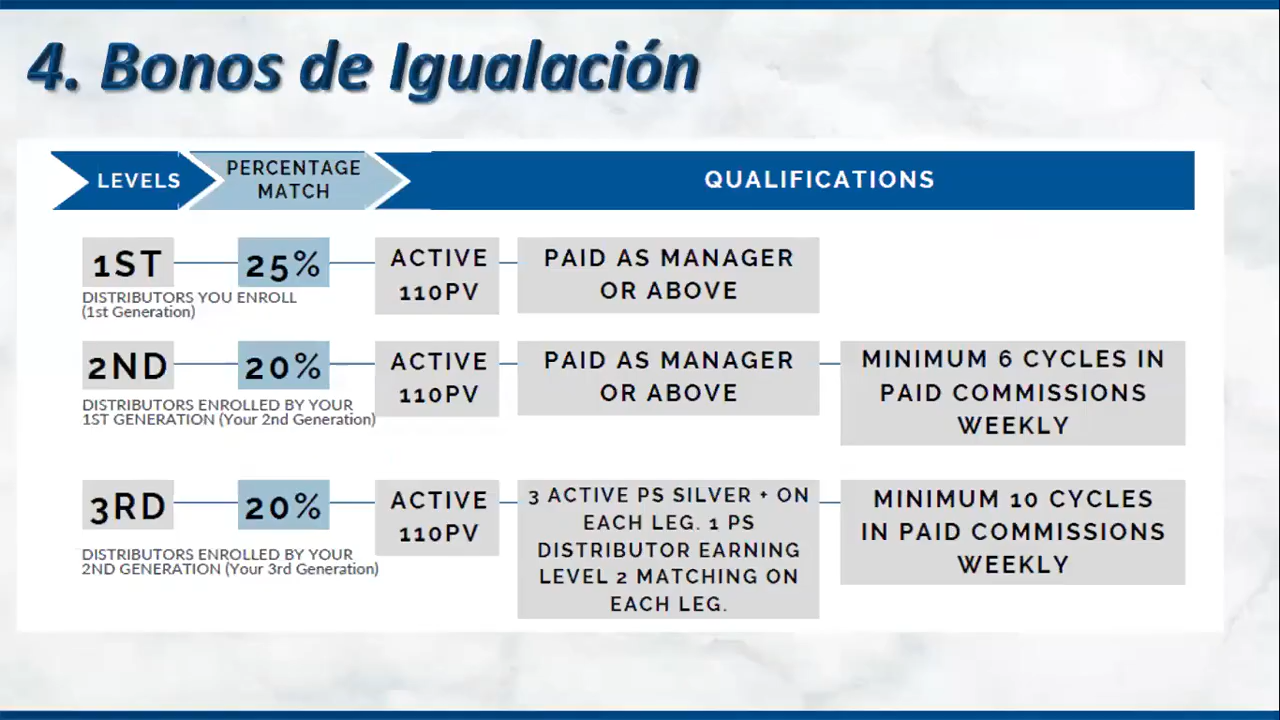 4. Bonos de Igualación
LEVELS
PERCENTAGE
MATCH
QUALIFICATIONS
1ST
25%
ACTIVE
110PV
PAID AS MANAGER
OR ABOVE
DISTRIBUTORS YOU ENROLL
(1st Generation)
2ND
20%
ACTIVE
110PV
PAID AS MANAGER
OR ABOVE
MINIMUM 6 CYCLES IN
PAID COMMISSIONS
WEEKLY
DISTRIBUTORS ENROLLED BY YOUR
1ST GENERATION (Your 2nd Generation)
3RD
20%
ACTIVE
110PV
3 ACTIVE PS SILVER + ON
EACH LEG. 1 PS
DISTRIBUTOR EARNING
LEVEL 2 MATCHING ON
EACH LEG.
MINIMUM 10 CYCLES
IN PAID COMMISSIONS
WEEKLY
DISTRIBUTORS ENROLLED BY YOUR
2ND GENERATION (Your 3rd Generation)